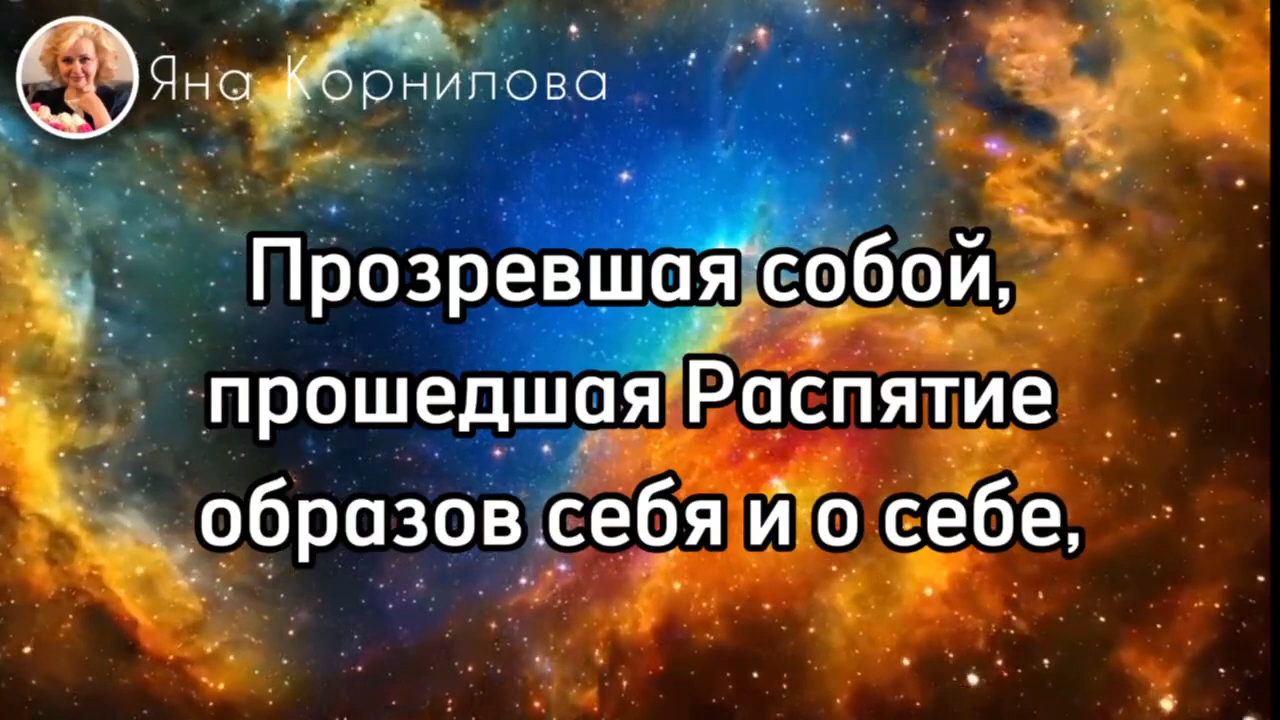 Яна Корнилова
Прозревшая собой,
прошедшая Распятие
образов себя и о себе,